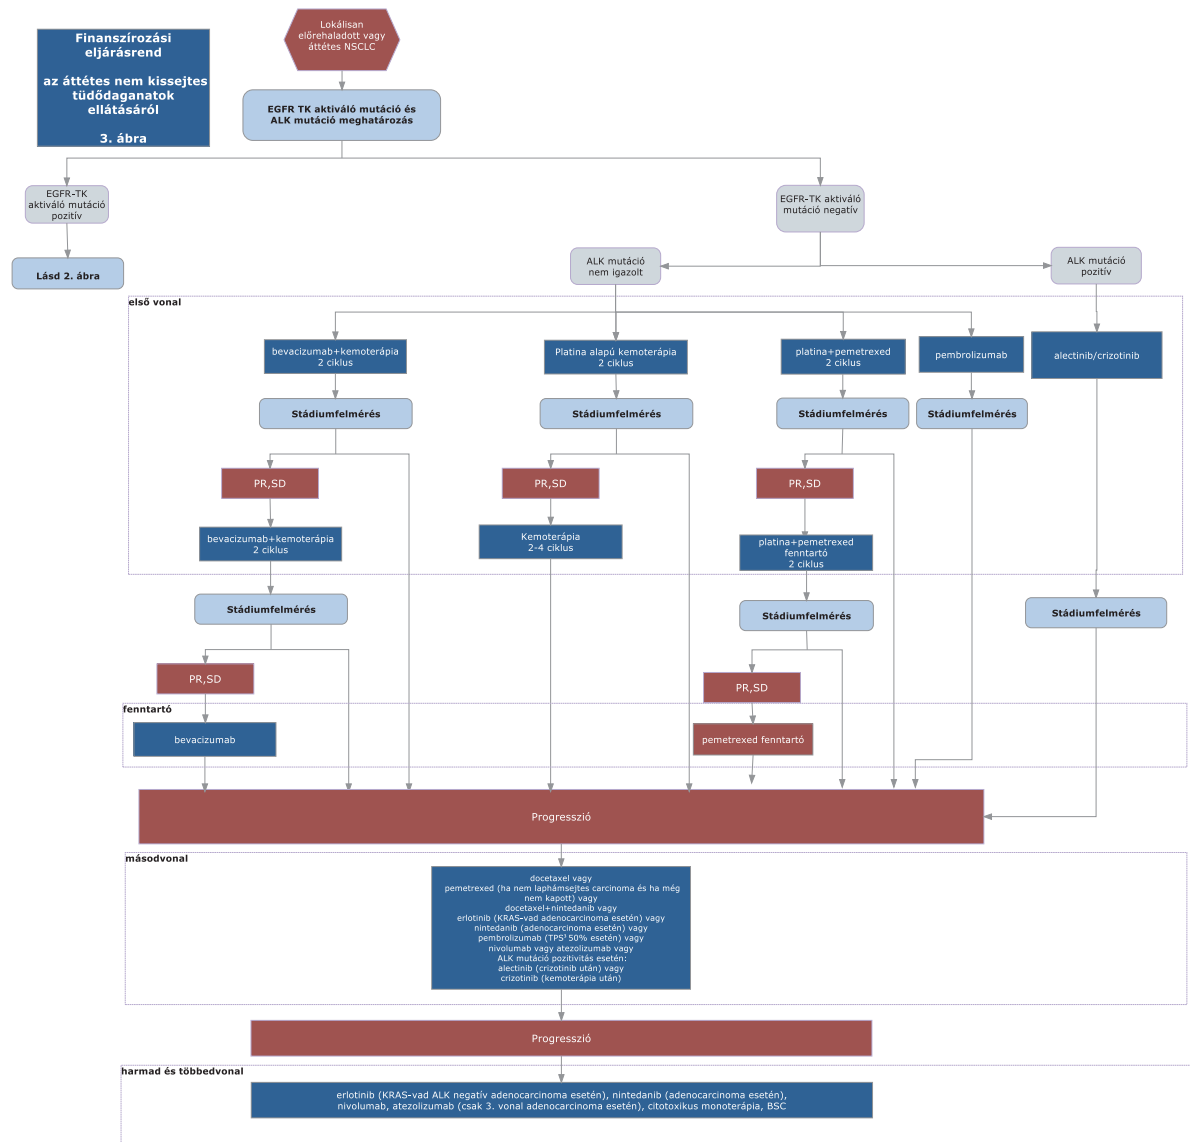 Finanszírozási
eljárásrend
az áttétes nem kissejtes
tüdődaganatok
ellátásáról
3. ábra
Lokálisan
előrehaladott vagy
áttétes NSCLC
EGFR TK aktiváló mutáció és
ALK mutáció meghatározás
EGFR-TK
aktiváló mutáció
pozitív
EGFR-TK aktiváló
mutáció negatív
Lásd 2. ábra
ALK mutáció
nem igazolt
ALK mutáció
pozitív
első vonal
bevacizumab+kemoterápia
2 ciklus
Platina alapú kemoterápia
2 ciklus
platina+pemetrexed
2 ciklus
pembrolizumab
alectinib/crizotinib
Stádiumfelmérés
Stádiumfelmérés
Stádiumfelmérés
Stádiumfelmérés
PR,SD
PR,SD
PR,SD
bevacizumab+kemoterápia
2 ciklus
Kemoterápia
2-4 ciklus
platina+pemetrexed
fenntartó
2 ciklus
Stádiumfelmérés
Stádiumfelmérés
Stádiumfelmérés
PR,SD
PR,SD
fenntartó
bevacizumab
pemetrexed fenntartó
Progresszió
másodvonal
docetaxel vagy
pemetrexed (ha nem laphámsejtes carcinoma és ha még
nem kapott) vagy
docetaxel+nintedanib vagy
erlotinib (KRAS-vad adenocarcinoma esetén) vagy
nintedanib (adenocarcinoma esetén) vagy
pembrolizumab (TPS 50% esetén) vagy
nivolumab vagy atezolizumab vagy
ALK mutáció pozitivitás esetén:
alectinib (crizotinib után) vagy
crizotinib (kemoterápia után)
Progresszió
harmad és többedvonal
erlotinib (KRAS-vad ALK negatív adenocarcinoma esetén), nintedanib (adenocarcinoma esetén),
nivolumab, atezolizumab (csak 3. vonal adenocarcinoma esetén), citotoxikus monoterápia, BSC